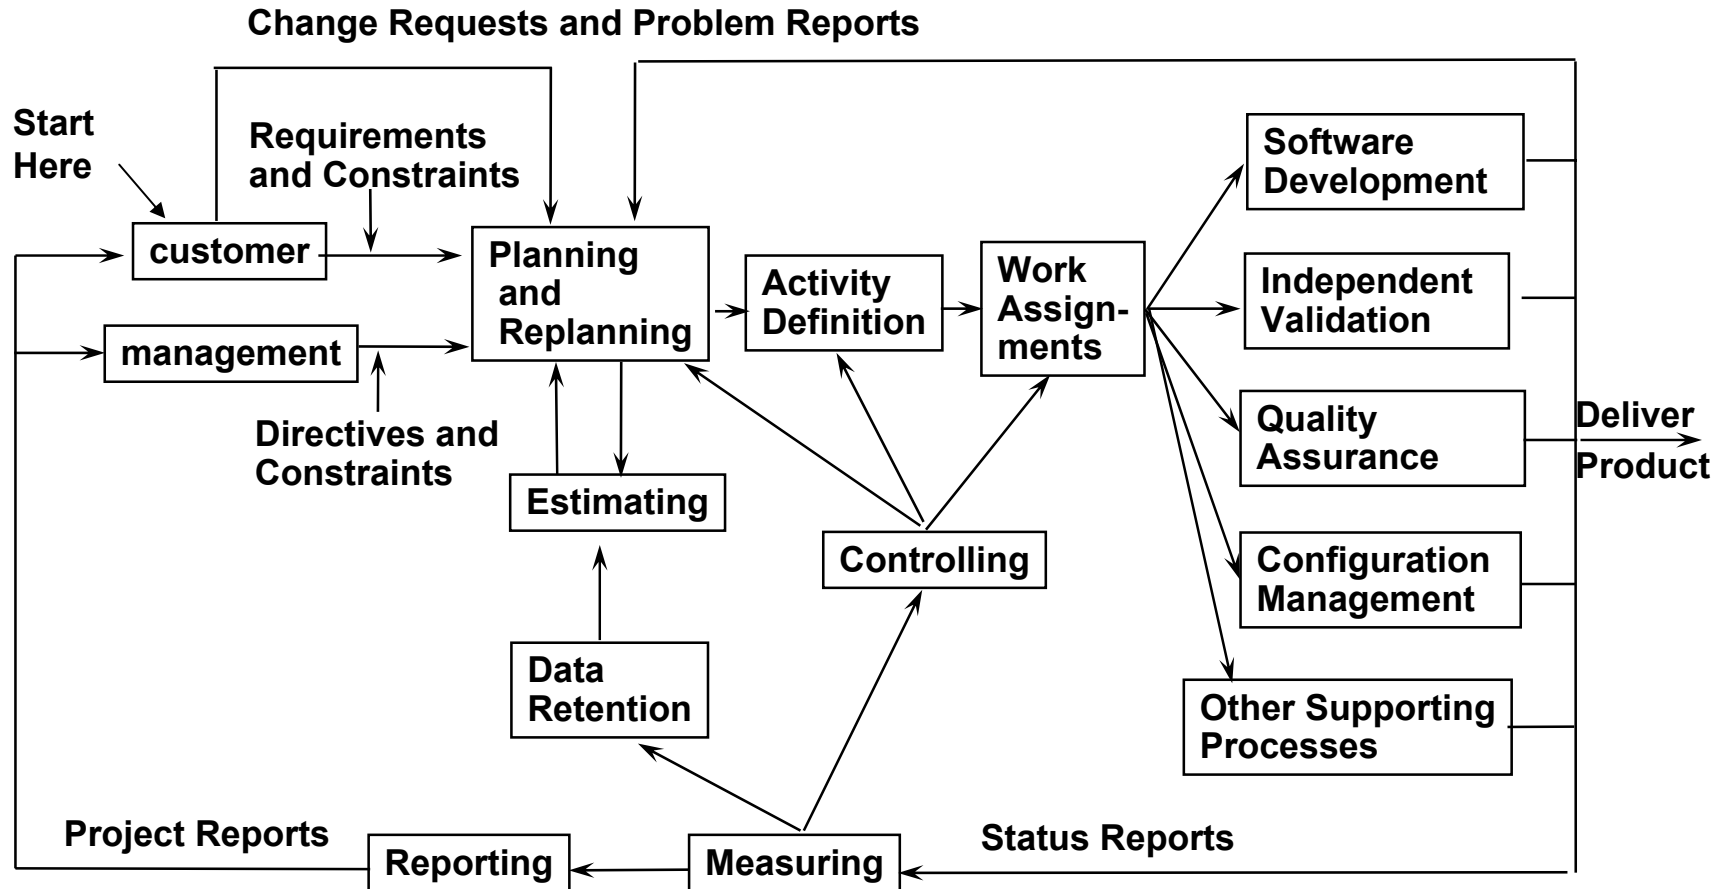 Change Requests and Problem Reports
Start
Here
Requirements
and Constraints
customer
management
Directives and
Constraints
Planning
and
Replanning
Activity
Definition
Work
Assign-
ments
Software
Development
Independent
Validation
Quality
Assurance
Configuration
Management
Other Supporting
Processes
Deliver
Product
Estimating
Controlling
Data
Retention
Project Reports
Reporting
Measuring
Status Reports